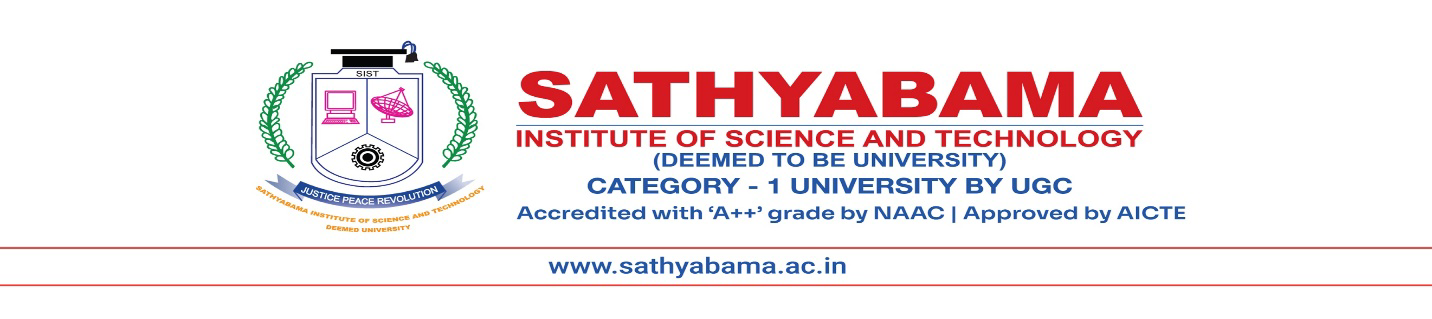 SIST
JUSTICE PEACE REVOLUTION
SATHYABAMA INSTITUTE OF SCIENCE AND TECHNOLOGY
DEEMED UNIVERSITY
SATHYABAMA
INSTITUTE OF SCIENCE AND TECHNOLOGY
(DEEMED TO BE UNIVERSITY)
CATEGORY - 1 UNIVERSITY BY UGC
Accredited with ‘A++’ grade by NAAC | Approved by AICTE
www.sathyabama.ac.in